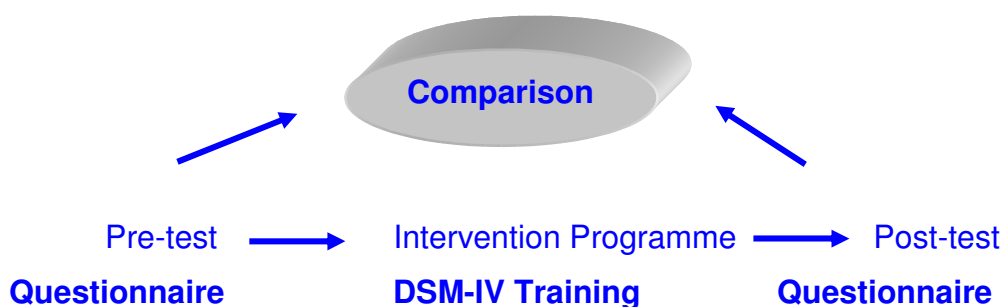 Comparison
Pre-test Intervention Programme Post-test
Questionnaire DSM-IV Training Questionnaire